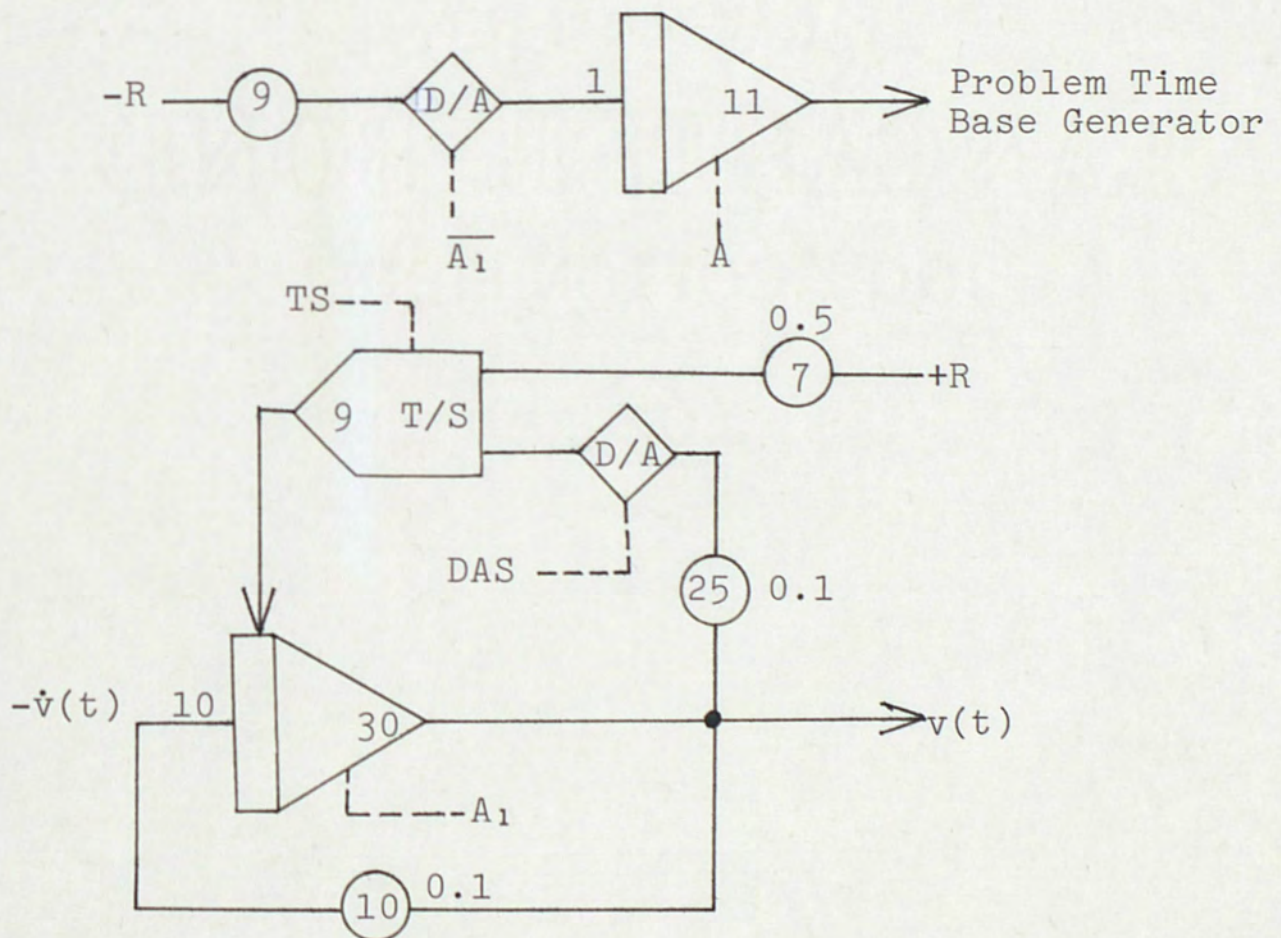 -R 9 D/A 1 11 Problem Time
Base Generator
A̅₁ A
TS
0.5
9 T/S 7 +R
D/A
DAS 25 0.1
-v̇(t) 10 30 v(t)
A₁
10 0.1